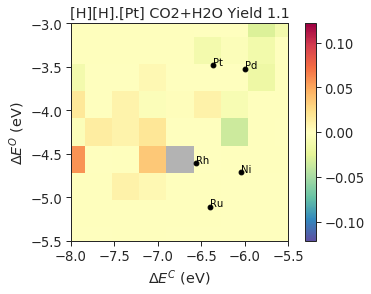 [H][H].[Pt] CO2+H2O Yield 1.1
−3.0
−3.5
−4.0
−4.5
−5.0
−5.5
ΔE^O (eV)
Pt
Pd
Rh
Ni
Ru
−8.0 −7.5 −7.0 −6.5 −6.0 −5.5
ΔE^C (eV)
0.10
0.05
0.00
−0.05
−0.10